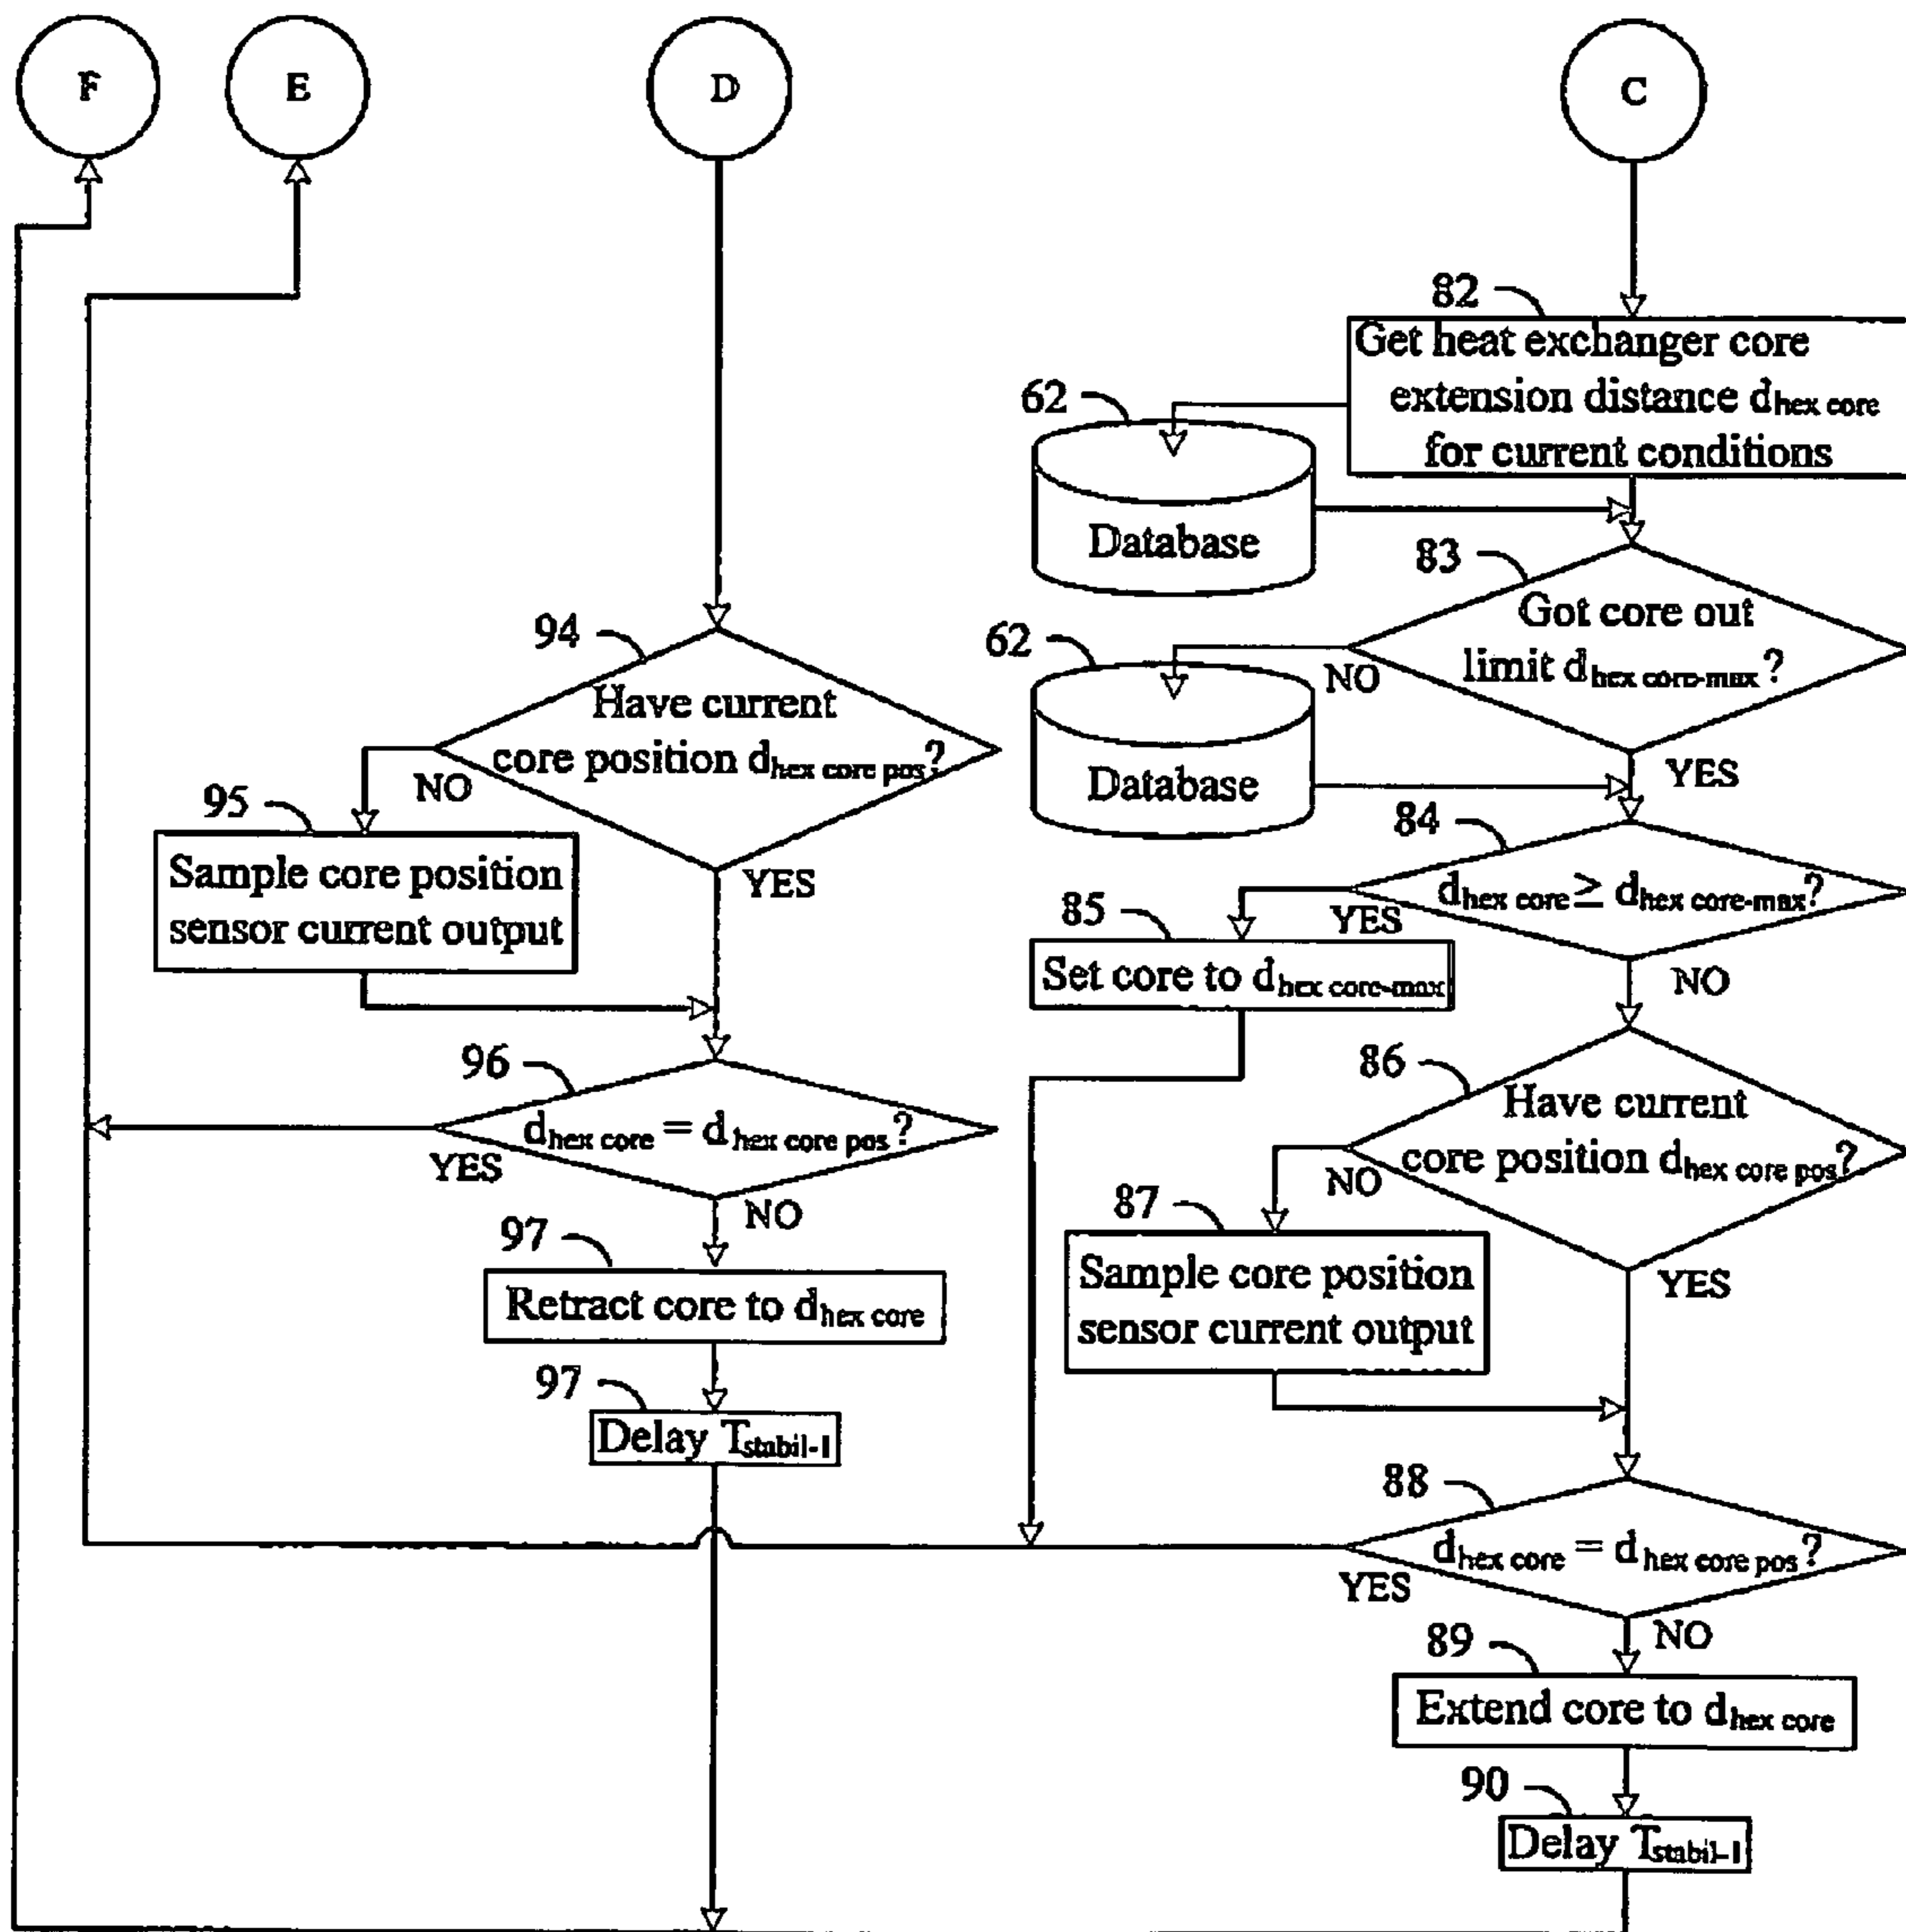 F
E
D
C
82
Get heat exchanger core
extension distance dhex core
for current conditions
62
Database
83
Got core out
limit dhex core-max?
NO
YES
62
Database
94
Have current
core position dhex core pos?
NO
YES
95
Sample core position
sensor current output
84
dhex core ≥ dhex core-max?
YES
NO
85
Set core to dhex core-max
96
dhex core = dhex core pos?
YES
NO
86
Have current
core position dhex core pos?
NO
YES
87
Sample core position
sensor current output
97
Retract core to dhex core
97
Delay Tstabil-1
88
dhex core = dhex core pos?
YES
NO
89
Extend core to dhex core
90
Delay Tstabil-1